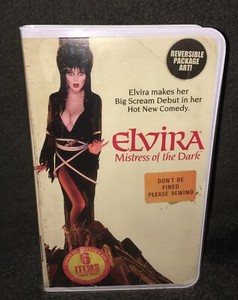 REVERSIBLE
PACKAGE
ART!
Elvira makes her
Big Scream Debut in her
Hot New Comedy.
ELVIRA
Mistress of the Dark
DON'T BE
FINED
PLEASE REWIND
6
ITEMS